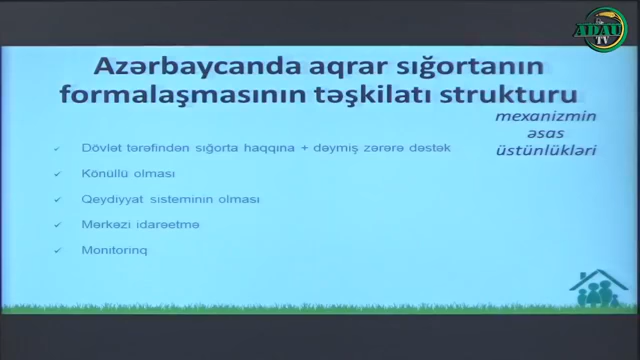 ADAU
TV
Azərbaycanda aqrar sığortanın
formalaşmasının təşkilatı strukturu
mexanizmin
əsas
üstünlükləri
✓ Dövlət tərəfindən sığorta haqqına + dəymiş zərərə dəstək
✓ Könüllü olması
✓ Qeydiyyat sisteminin olması
✓ Mərkəzi idarəetmə
✓ Monitorinq